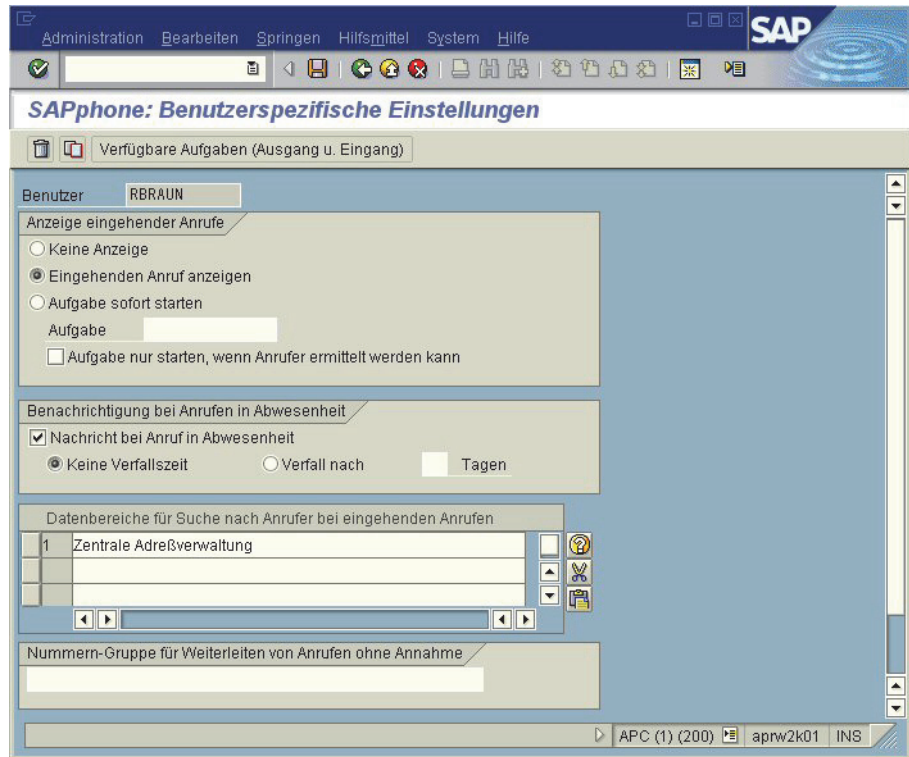 Administration Bearbeiten Springen Hilfsmittel System Hilfe
SAP
SAPphone: Benutzerspezifische Einstellungen
Verfügbare Aufgaben (Ausgang u. Eingang)
Benutzer RBRAUN
Anzeige eingehender Anrufe
Keine Anzeige
Eingehenden Anruf anzeigen
Aufgabe sofort starten
Aufgabe
Aufgabe nur starten, wenn Anrufer ermittelt werden kann
Benachrichtigung bei Anrufen in Abwesenheit
Nachricht bei Anruf in Abwesenheit
Keine Verfallszeit Verfall nach Tagen
Datenbereiche für Suche nach Anrufer bei eingehenden Anrufen
1 Zentrale Adreßverwaltung
Nummern-Gruppe für Weiterleiten von Anrufen ohne Annahme
APC (1) (200) aprw2k01 INS